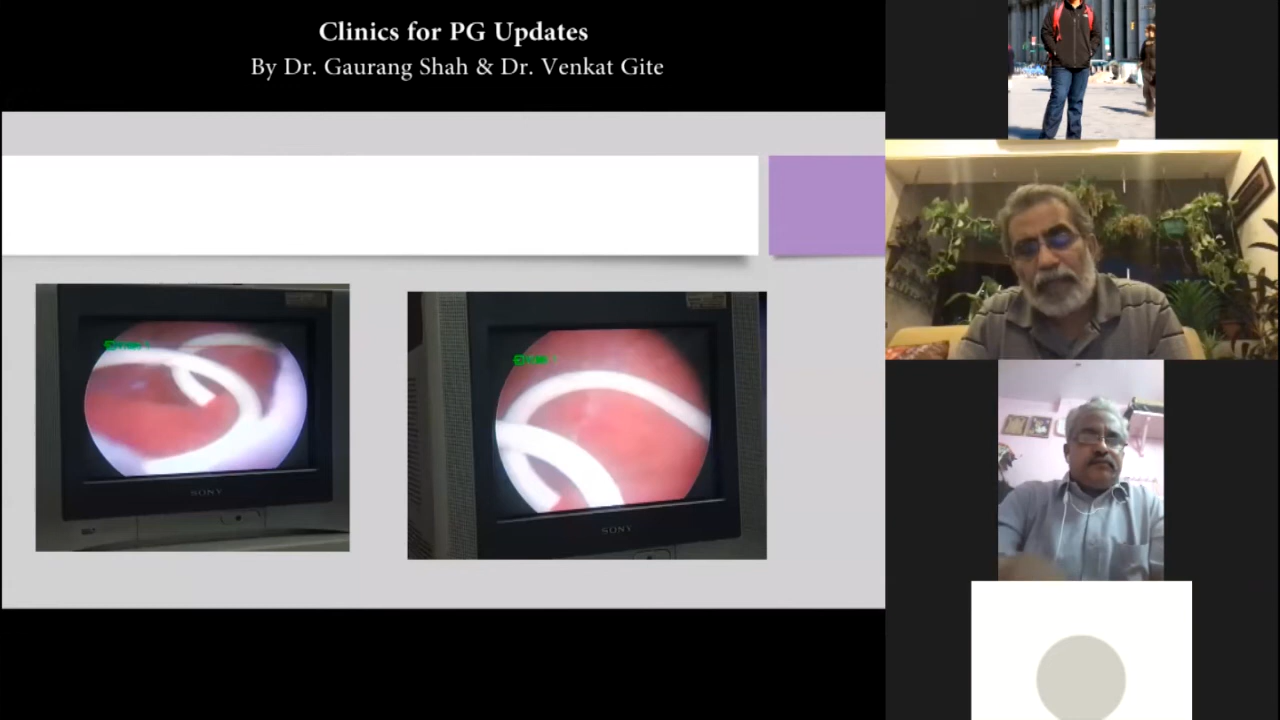 Clinics for PG Updates
By Dr. Gaurang Shah & Dr. Venkat Gite
SONY
SONY